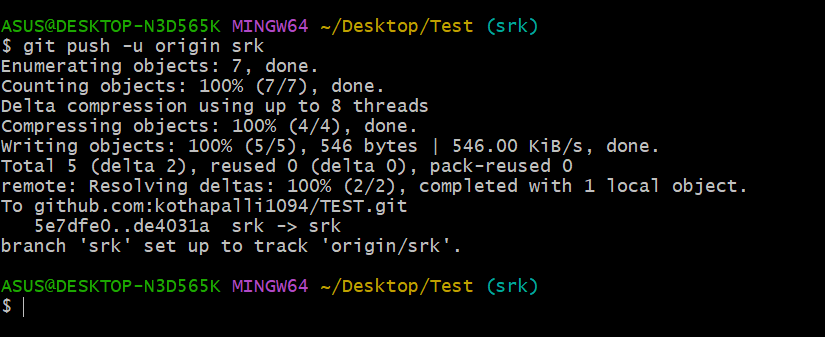 ASUS@DESKTOP-N3D565K MINGW64 ~/Desktop/Test (srk)
$ git push -u origin srk
Enumerating objects: 7, done.
Counting objects: 100% (7/7), done.
Delta compression using up to 8 threads
Compressing objects: 100% (4/4), done.
Writing objects: 100% (5/5), 546 bytes | 546.00 KiB/s, done.
Total 5 (delta 2), reused 0 (delta 0), pack-reused 0
remote: Resolving deltas: 100% (2/2), completed with 1 local object.
To github.com:kothapalli1094/TEST.git
   5e7dfe0..de4031a  srk -> srk
branch 'srk' set up to track 'origin/srk'.
ASUS@DESKTOP-N3D565K MINGW64 ~/Desktop/Test (srk)
$